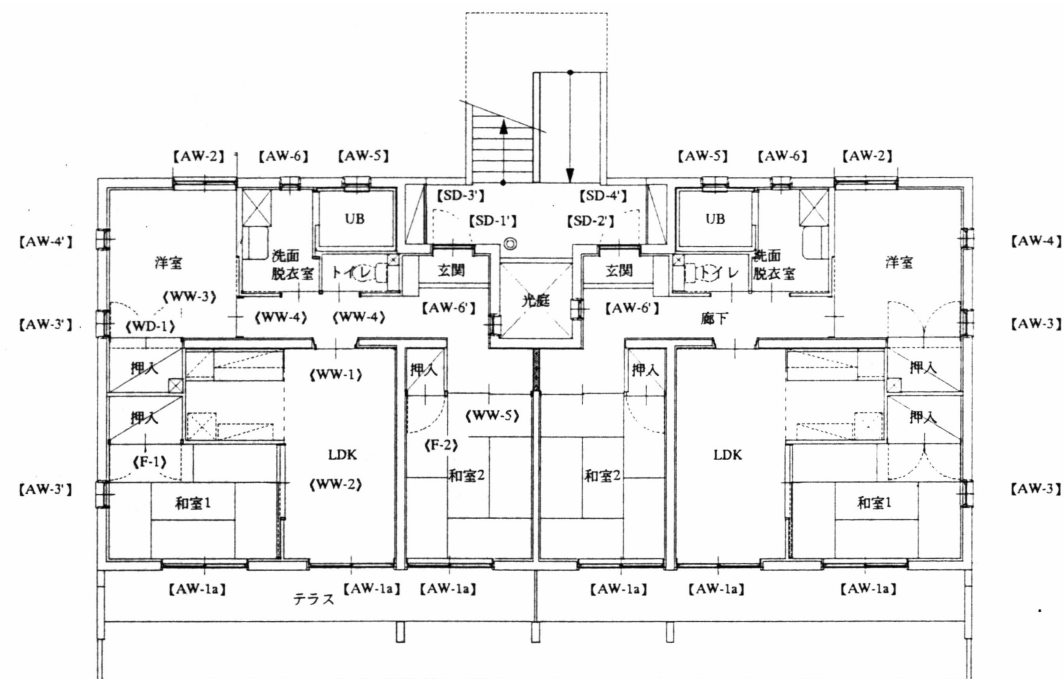 【AW-2】 【AW-6】 【AW-5】 【AW-5】 【AW-6】 【AW-2】
【SD-3'】 【SD-4'】
【SD-1'】 【SD-2'】
UB UB
【AW-4'】 【AW-4】
洗面 洗面
脱衣室 脱衣室
洋室 トイレ 玄関 玄関 トイレ 洋室
《WW-3》 光庭
《WW-4》 《WW-4》 【AW-6'】 【AW-6'】 廊下
【AW-3'】 《WD-1》 【AW-3】
押入 《WW-1》 押入 押入 押入
押入 《WW-5》 押入
《F-2》
《F-1》 LDK LDK
和室2 和室2
【AW-3'】 《WW-2》 【AW-3】
和室1 和室1
【AW-1a】 【AW-1a】 【AW-1a】 【AW-1a】 【AW-1a】 【AW-1a】
テラス